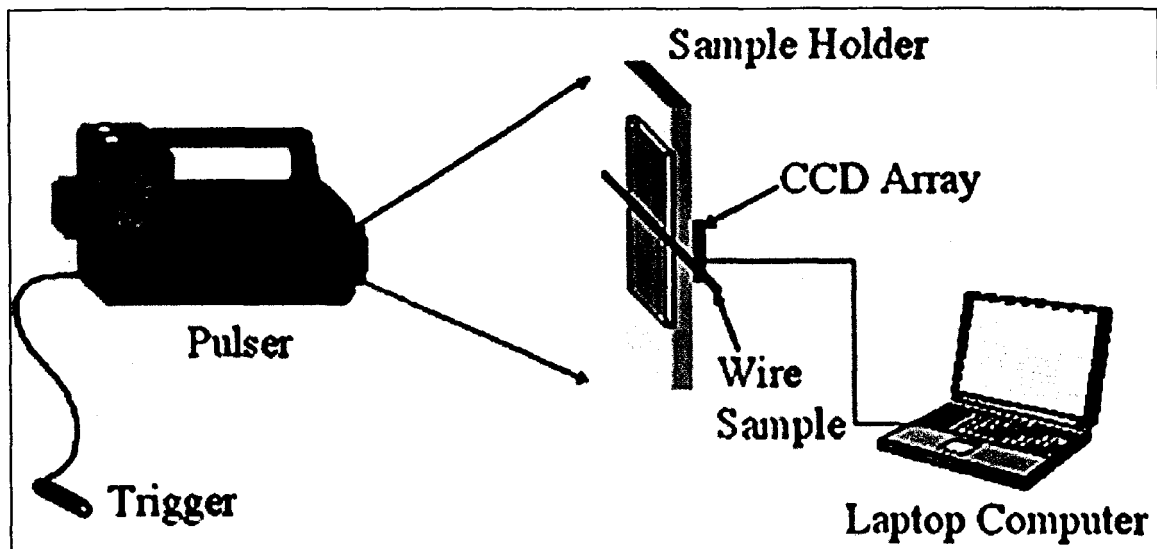 Sample Holder
CCD Array
Pulser
Wire
Sample
Trigger
Laptop Computer